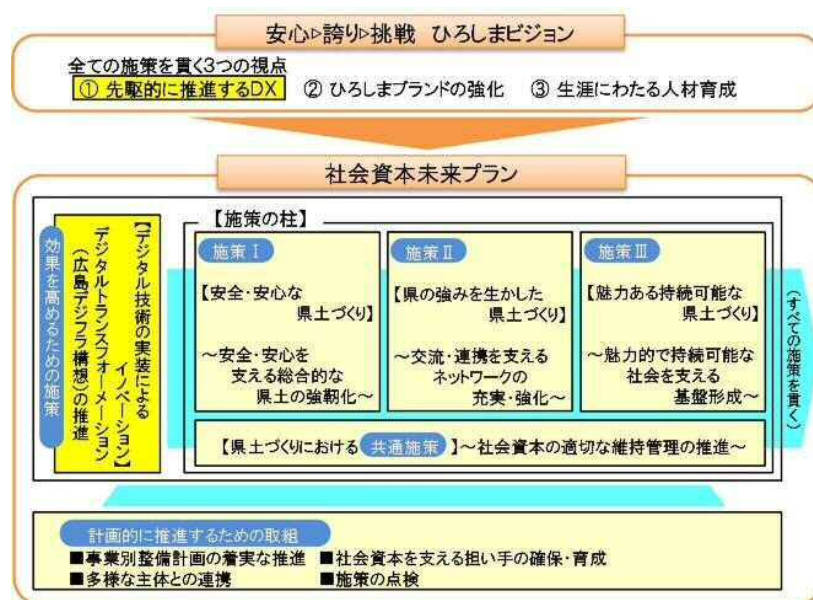 安心▷誇り▷挑戦 ひろしまビジョン
全ての施策を貫く3つの視点
① 先駆的に推進するDX ② ひろしまブランドの強化 ③ 生涯にわたる人材育成
社会資本未来プラン
効果を高めるための施策
【デジタル技術の実装による
イノベーション】
デジタルトランスフォーメーション
(広島デジフラ構想)の推進
【施策の柱】
施策Ⅰ
【安全・安心な
県土づくり】
~安全・安心を
支える総合的な
県土の強靭化~
施策Ⅱ
【県の強みを生かした
県土づくり】
~交流・連携を支える
ネットワークの
充実・強化~
施策Ⅲ
【魅力ある持続可能な
県土づくり】
~魅力的で持続可能な
社会を支える
基盤形成~
(すべての施策を貫く)
【県土づくりにおける 共通施策 】~社会資本の適切な維持管理の推進~
計画的に推進するための取組
■事業別整備計画の着実な推進 ■社会資本を支える担い手の確保・育成
■多様な主体との連携 ■施策の点検